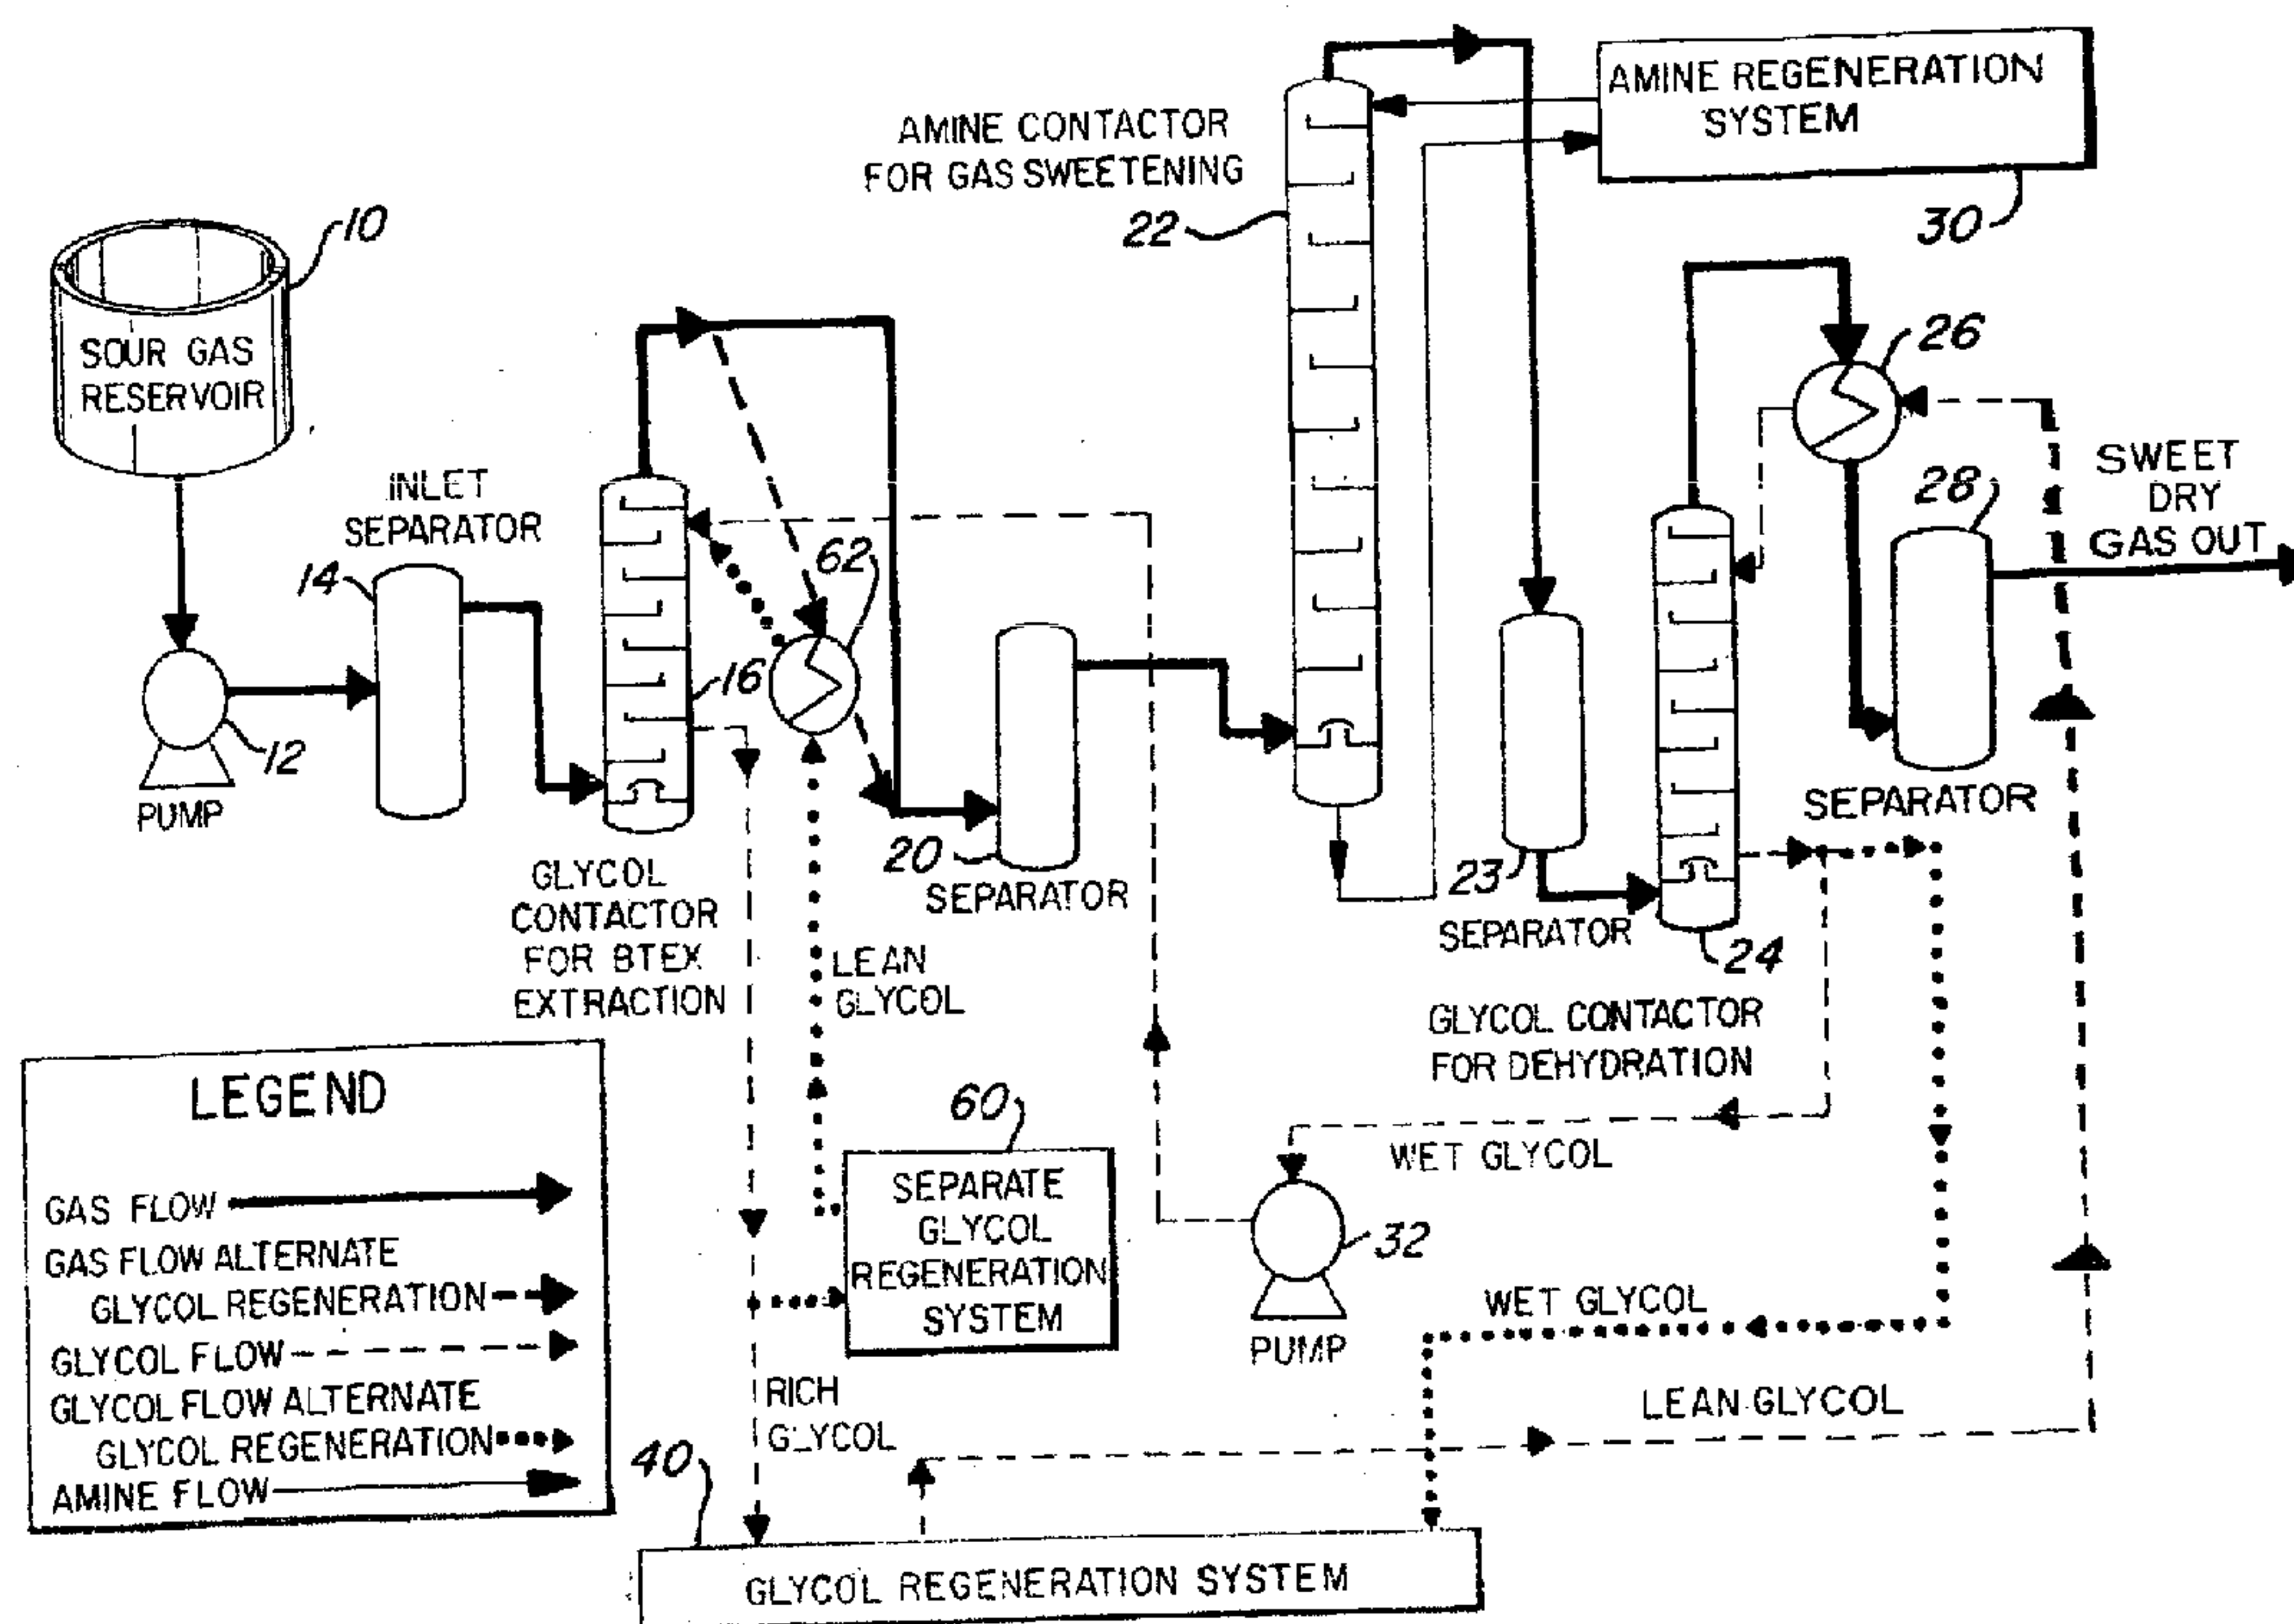 AMINE REGENERATION
SYSTEM
30
AMINE CONTACTOR
FOR GAS SWEETENING
22
10
SOUR GAS
RESERVOIR
26
SWEET
DRY
GAS OUT
28
INLET
SEPARATOR
14
62
16
12
PUMP
20
SEPARATOR
SEPARATOR
23
SEPARATOR
24
GLYCOL
CONTACTOR
FOR BTEX
EXTRACTION
LEAN
GLYCOL
GLYCOL CONTACTOR
FOR DEHYDRATION
WET GLYCOL
60
SEPARATE
GLYCOL
REGENERATION
SYSTEM
32
PUMP
WET GLYCOL
LEAN GLYCOL
RICH
GLYCOL
40
GLYCOL REGENERATION SYSTEM
LEGEND
GAS FLOW
GAS FLOW ALTERNATE
GLYCOL REGENERATION
GLYCOL FLOW
GLYCOL FLOW ALTERNATE
GLYCOL REGENERATION
AMINE FLOW